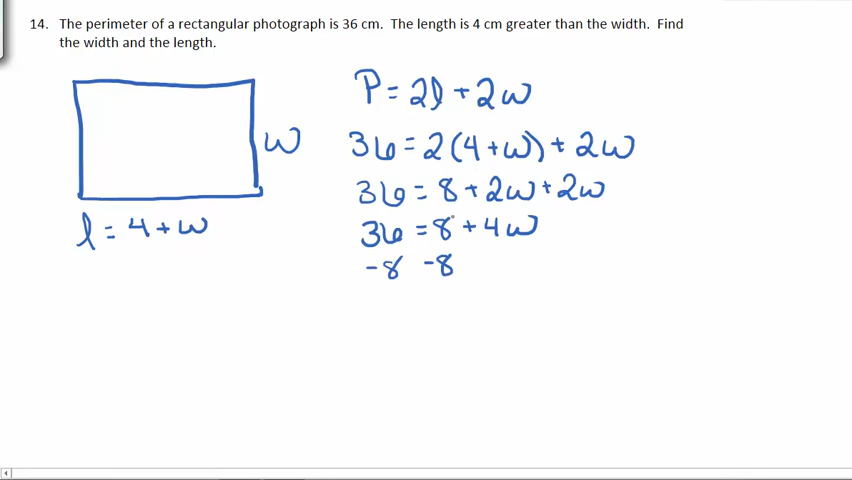 14. The perimeter of a rectangular photograph is 36 cm. The length is 4 cm greater than the width. Find
the width and the length.
P = 2l + 2w
w
36 = 2(4 + w) + 2w
36 = 8 + 2w + 2w
l = 4 + w
36 = 8 + 4w
-8 -8